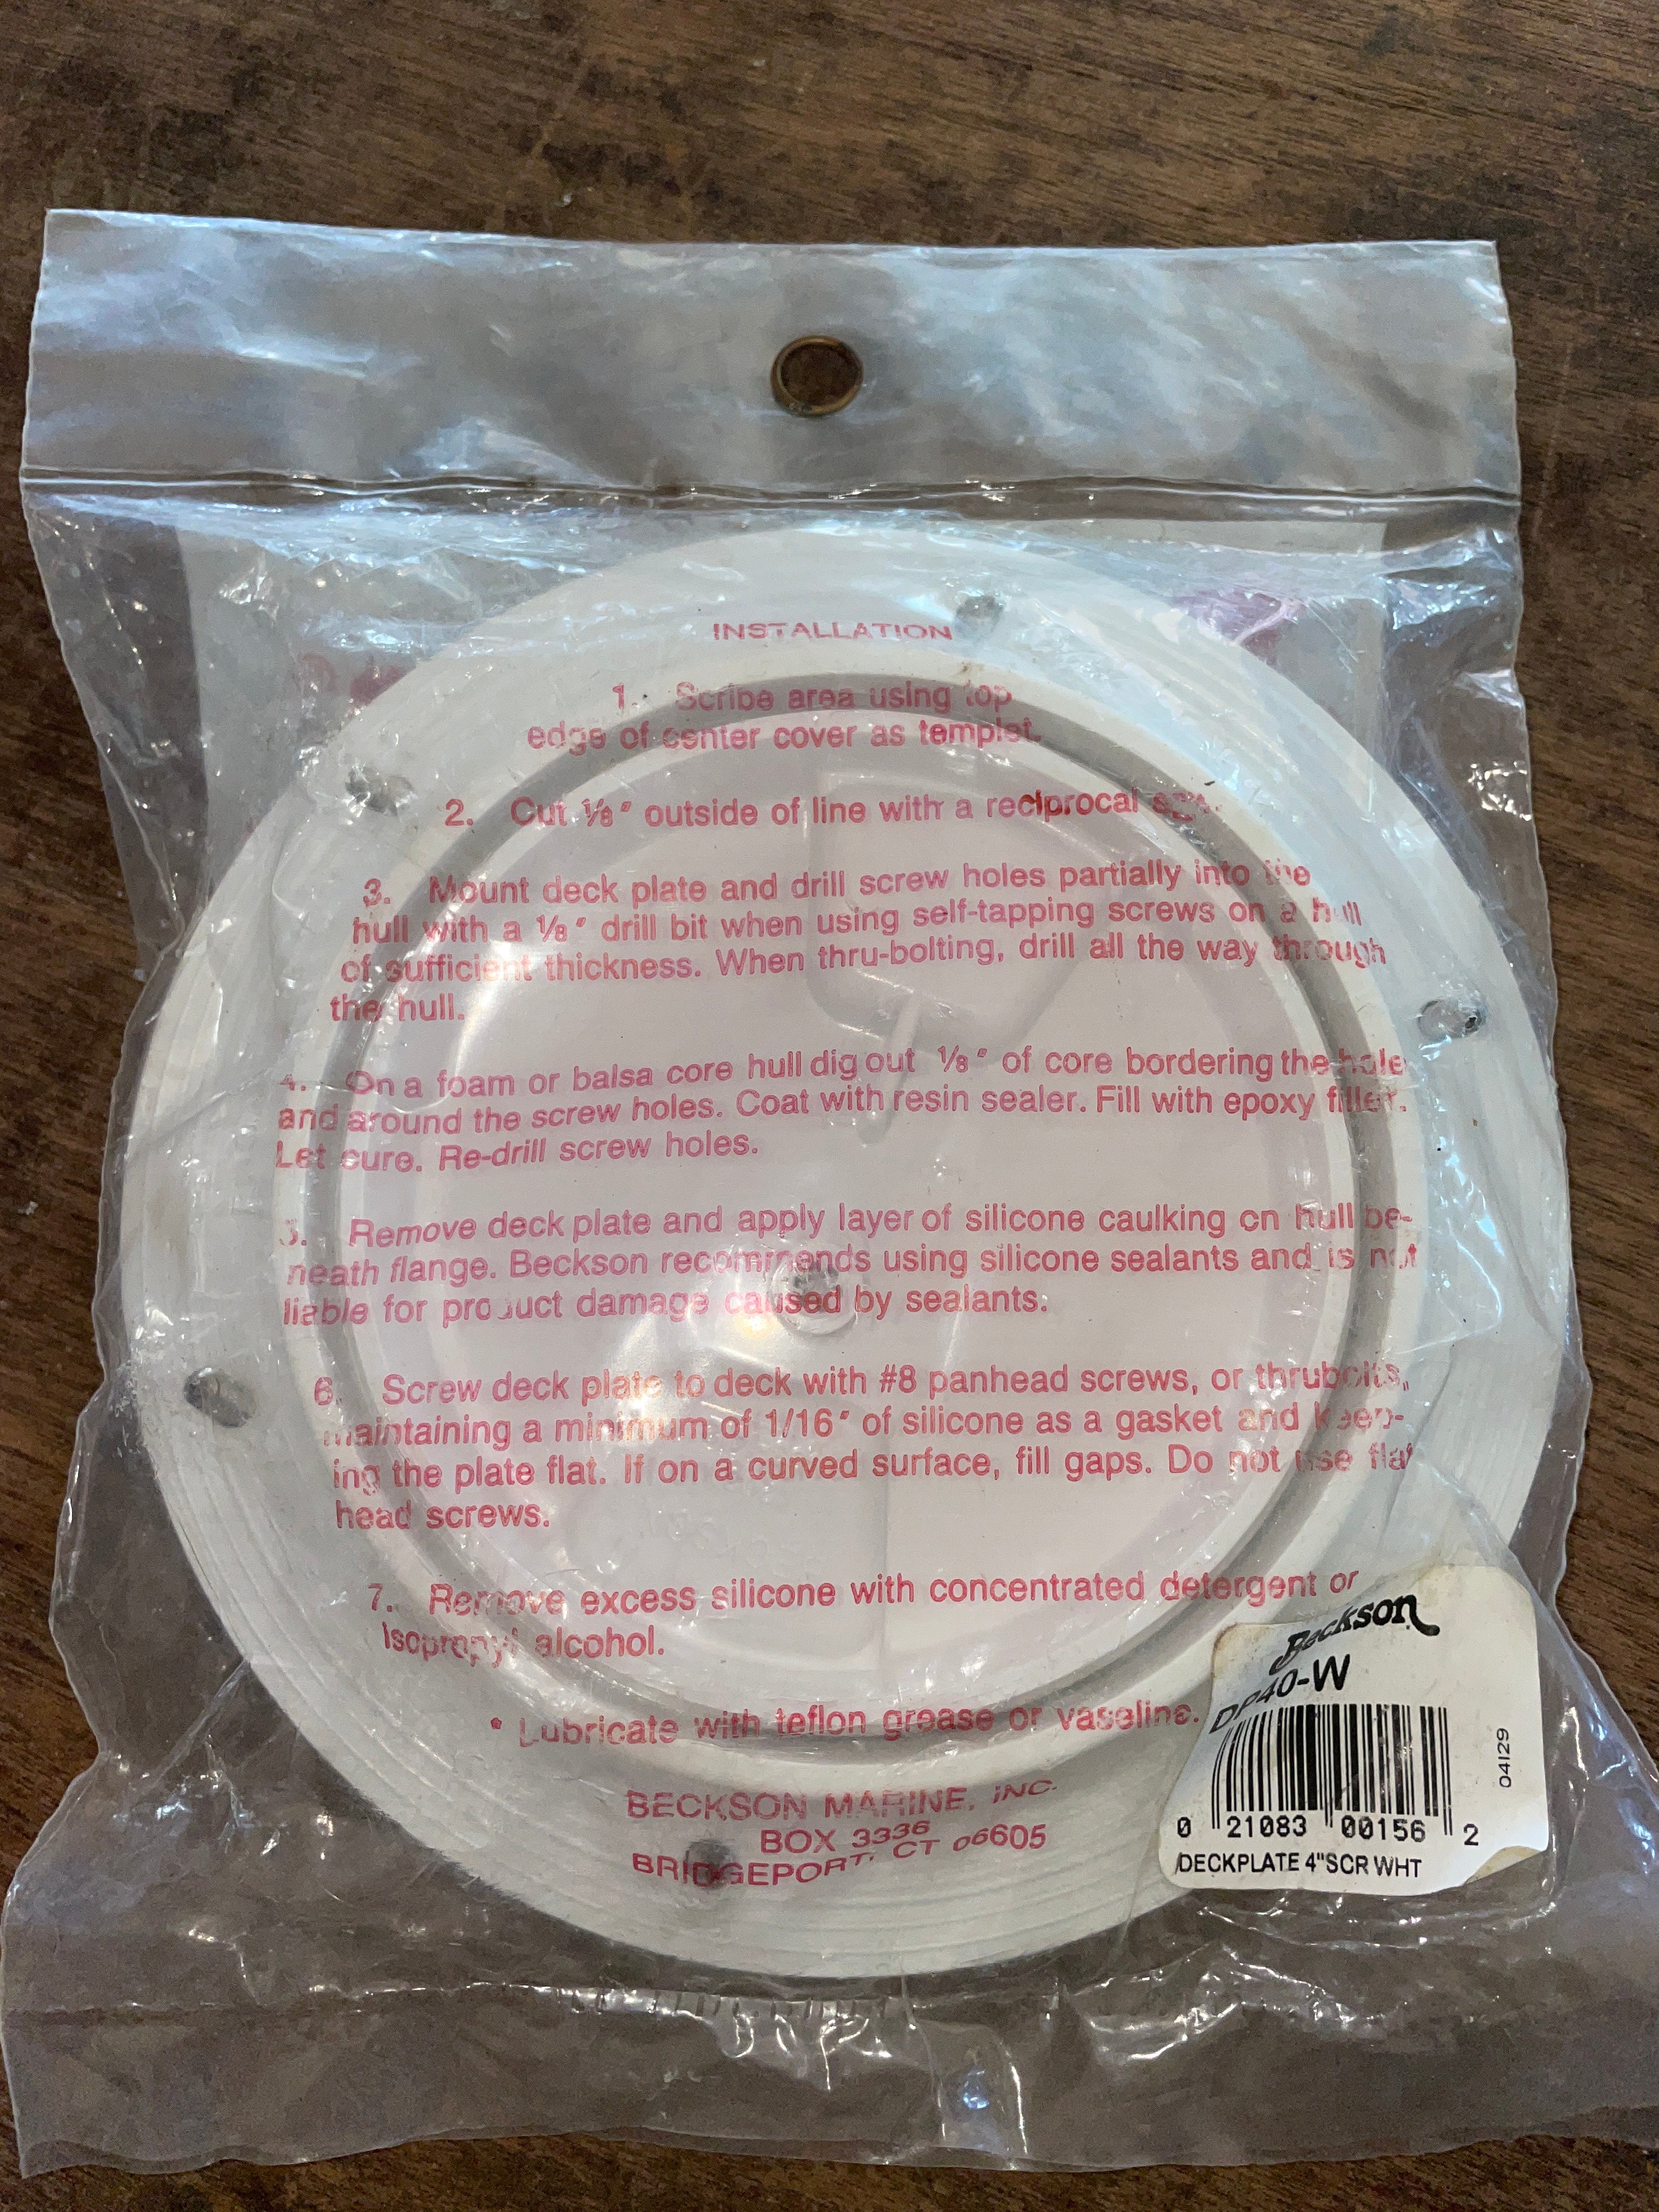 INSTALLATION
1. Scribe area using top
edge of center cover as templet.
2. Cut 1/8" outside of line with a reciprocal
3. Mount deck plate and drill screw holes partially into the
hull with a 1/8" drill bit when using self-tapping screws on a hull
of sufficient thickness. When thru-bolting, drill all the way through
the hull.
4. On a foam or balsa core hull dig out 1/8" of core bordering the hole
and around the screw holes. Coat with resin sealer. Fill with epoxy filler.
Let cure. Re-drill screw holes.
5. Remove deck plate and apply layer of silicone caulking on hull be-
neath flange. Beckson recommends using silicone sealants and is not
liable for product damage caused by sealants.
6. Screw deck plate to deck with #8 panhead screws, or thrubolts,
maintaining a minimum of 1/16" of silicone as a gasket and keep-
ing the plate flat. If on a curved surface, fill gaps. Do not use flat
head screws.
7. Remove excess silicone with concentrated detergent or
Isopropyl alcohol.
• Lubricate with teflon grease or vaseline.
BECKSON MARINE, INC.
BOX 3336
BRIDGEPORT, CT 06605
Beckson
DP40-W
04129
0 21083 00156 2
DECKPLATE 4"SCR WHT